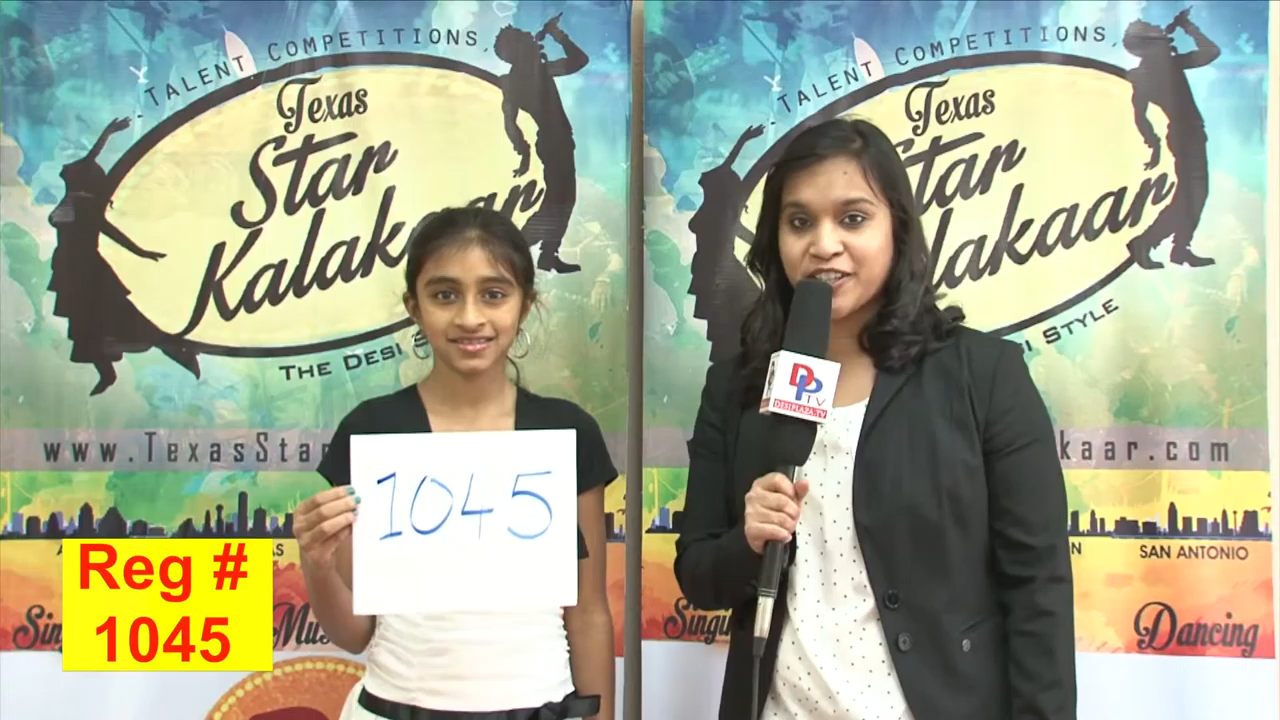 TALENT COMPETITIONS,
Texas
Star
Kalakaar
THE DESI
www.TexasStar
Reg #
1045
1045
TALENT COMPETITIONS,
Texas
Star
lakaar
I STYLE
DP
TV
DESIPLAZA.TV
kaar.com
SAN ANTONIO
Dancing